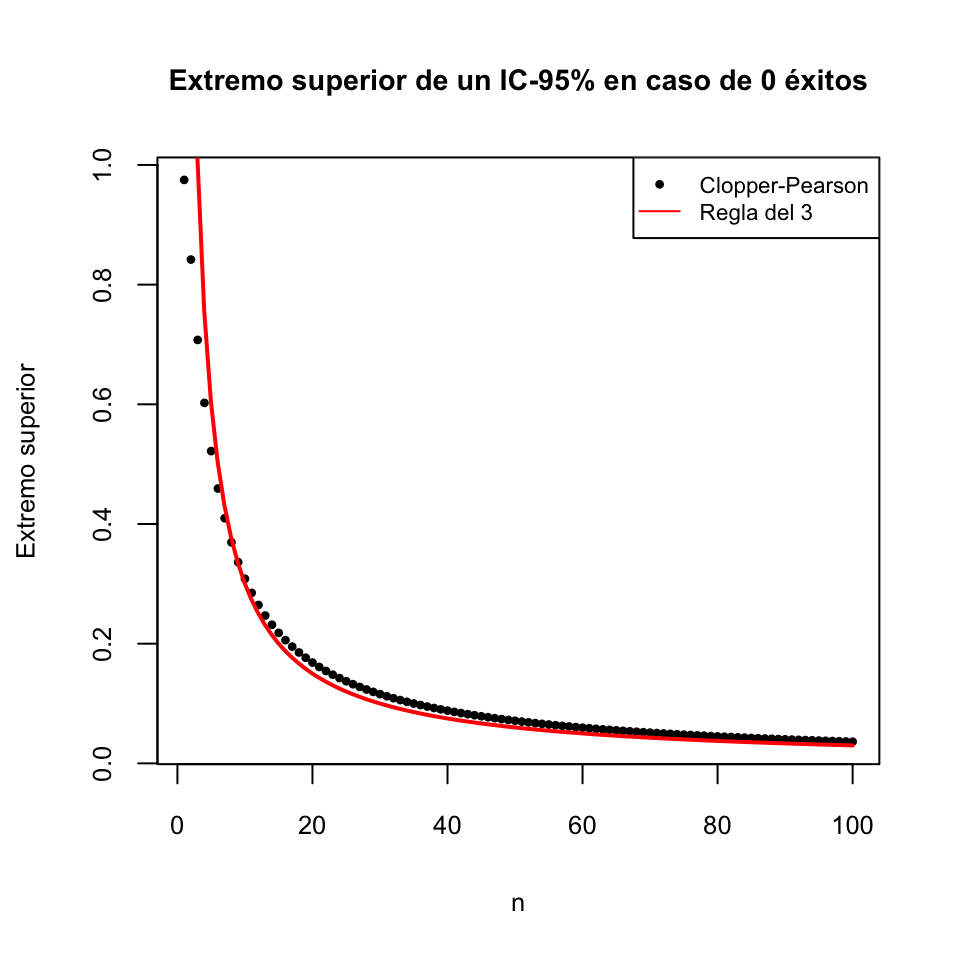 Extremo superior de un IC-95% en caso de 0 éxitos
Clopper-Pearson
Regla del 3
Extremo superior
1.0
0.8
0.6
0.4
0.2
0.0
0 20 40 60 80 100
n